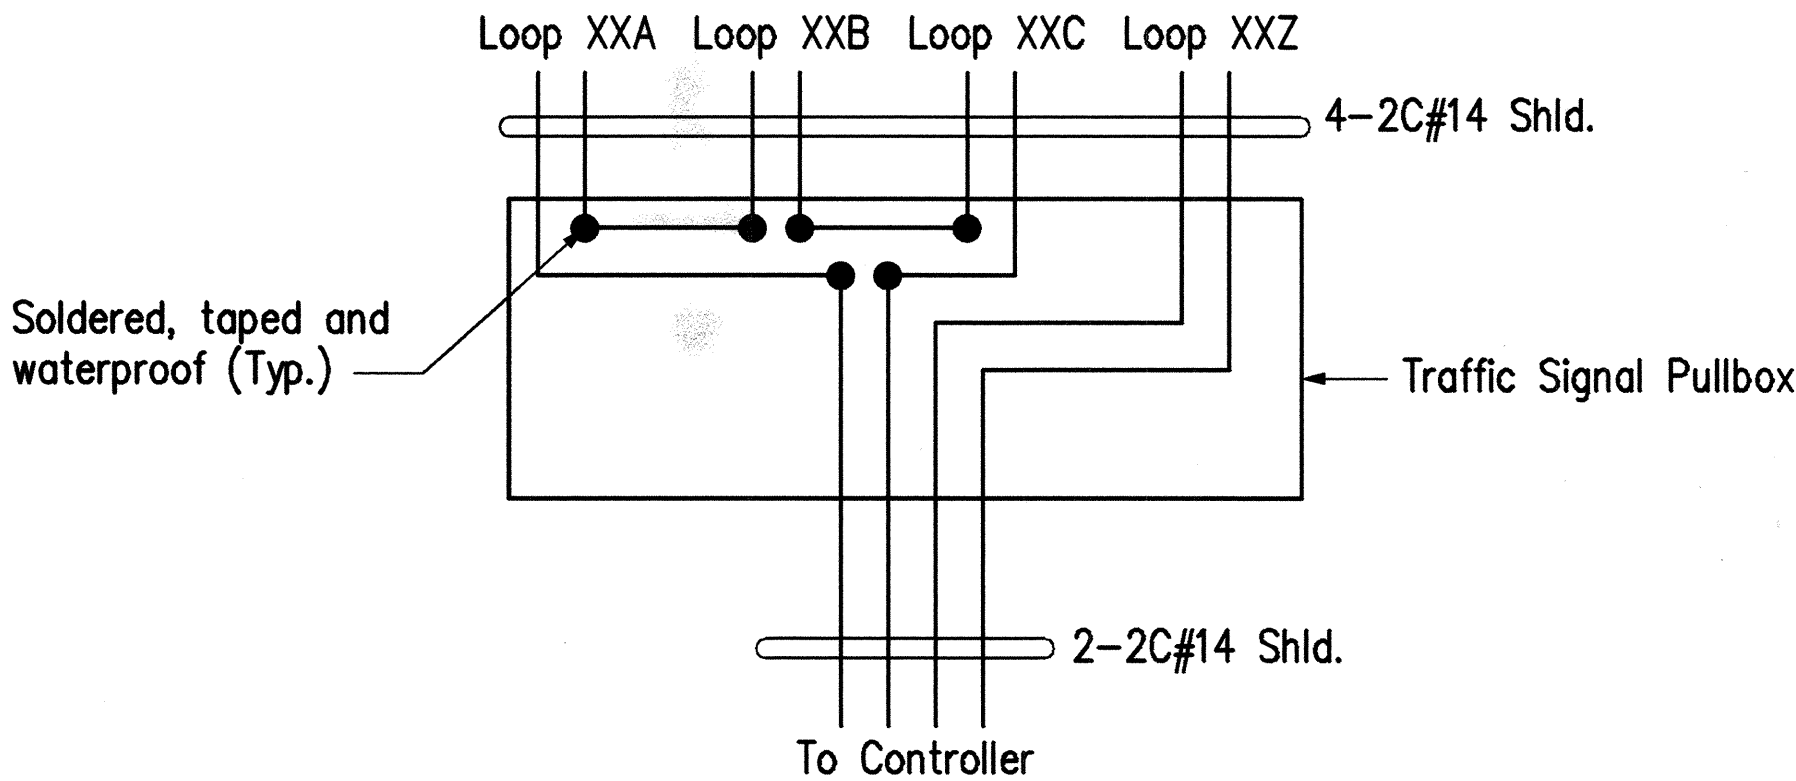 Loop XXA Loop XXB Loop XXC Loop XXZ
4-2C#14 Shld.
Soldered, taped and
waterproof (Typ.)
Traffic Signal Pullbox
2-2C#14 Shld.
To Controller